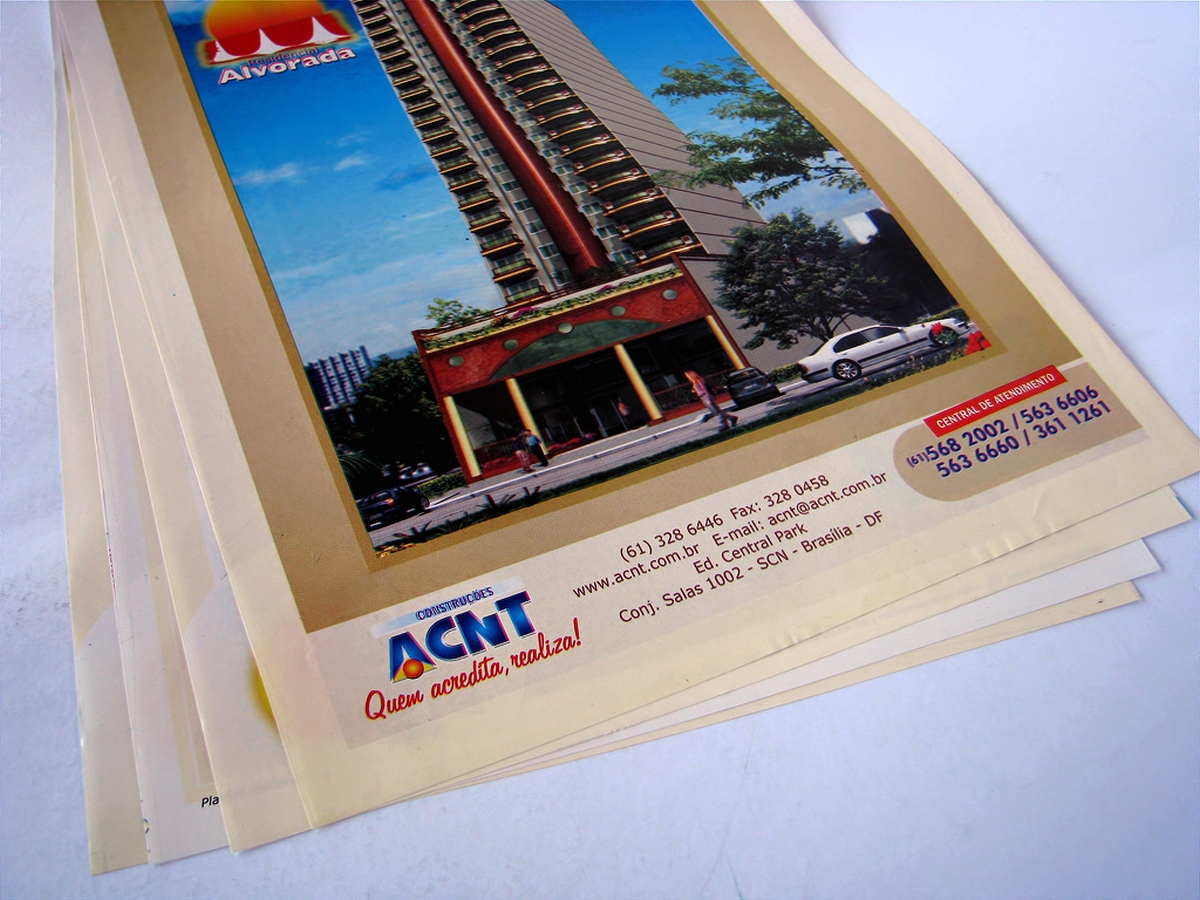 Residencial
Alvorada
CENTRAL DE ATENDIMENTO
(61)568 2002 / 563 6606
563 6660 / 361 1261
(61) 328 6446 Fax: 328 0458
www.acnt.com.br E-mail: acnt@acnt.com.br
Ed. Central Park
Conj. Salas 1002 - SCN - Brasília - DF
CONSTRUÇÕES
ACNT
Quem acredita, realiza!
Pla